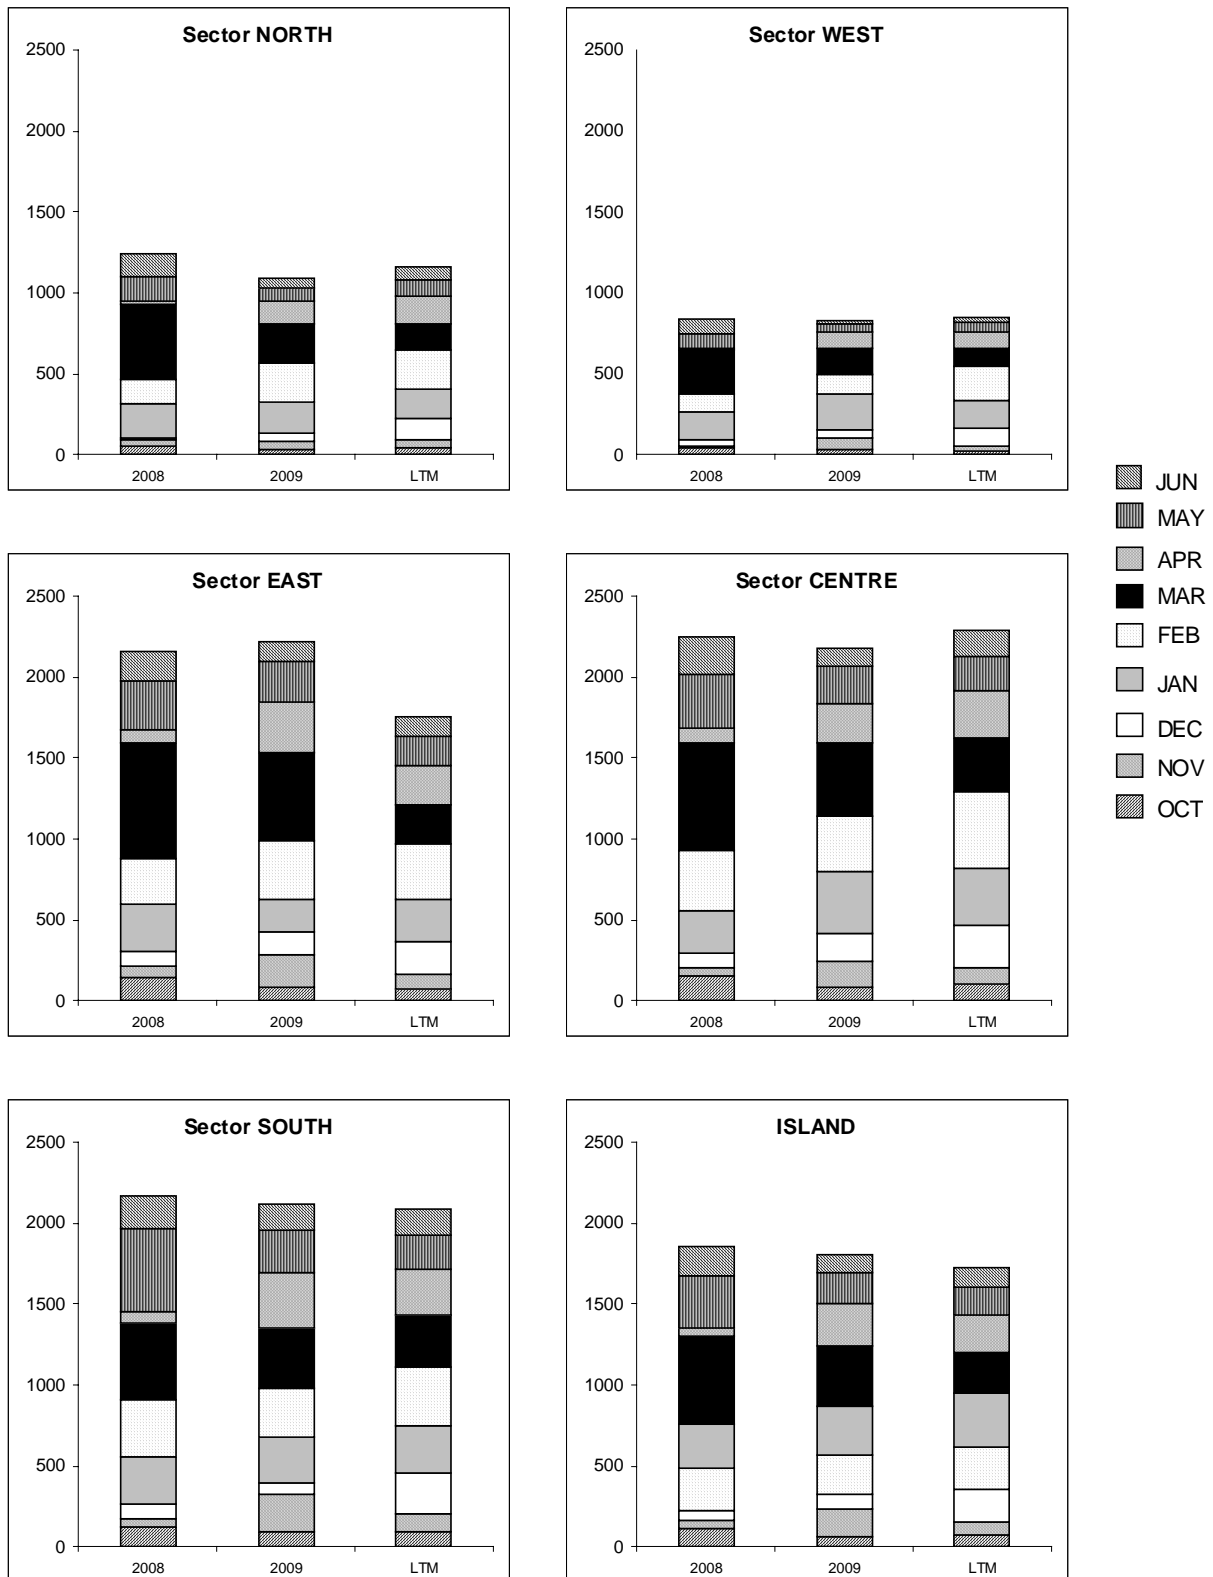 Sector NORTH
2500
2000
1500
1000
500
0
2008 2009 LTM
Sector WEST
2500
2000
1500
1000
500
0
2008 2009 LTM
JUN
MAY
APR
MAR
FEB
JAN
DEC
NOV
OCT
Sector EAST
2500
2000
1500
1000
500
0
2008 2009 LTM
Sector CENTRE
2500
2000
1500
1000
500
0
2008 2009 LTM
Sector SOUTH
2500
2000
1500
1000
500
0
2008 2009 LTM
ISLAND
2500
2000
1500
1000
500
0
2008 2009 LTM